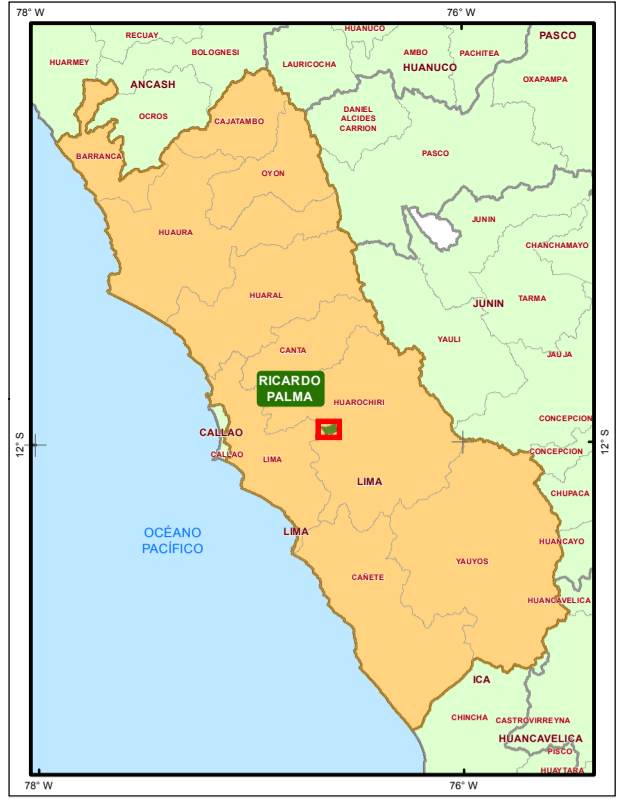 78° W
76° W
HUANUCO
RECUAY
PASCO
BOLOGNESI
AMBO
PACHITEA
HUARMEY
LAURICOCHA
HUANUCO
OXAPAMPA
ANCASH
OCROS
DANIEL
ALCIDES
CARRION
CAJATAMBO
BARRANCA
PASCO
OYON
JUNIN
HUAURA
CHANCHAMAYO
HUARAL
TARMA
JUNIN
YAULI
CANTA
JAUJA
RICARDO
PALMA
HUAROCHIRI
CONCEPCION
CALLAO
12° S
12° S
CALLAO
LIMA
CONCEPCION
LIMA
CHUPACA
LIMA
OCÉANO
PACÍFICO
HUANCAYO
YAUYOS
CAÑETE
HUANCAVELICA
ICA
CHINCHA
CASTROVIRREYNA
HUANCAVELICA
PISCO
HUAYTARA
78° W
76° W